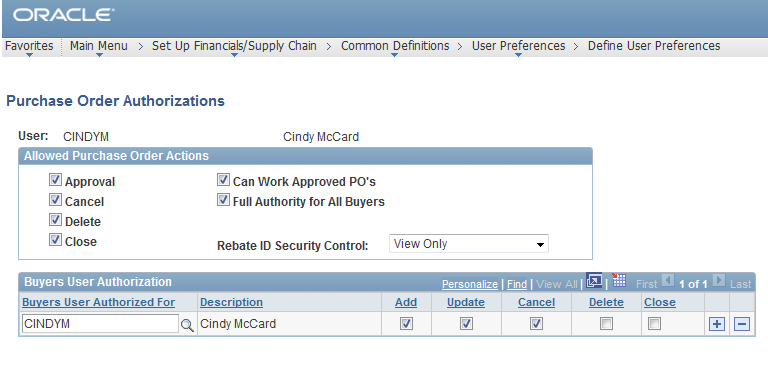 ORACLE®
Favorites Main Menu > Set Up Financials/Supply Chain > Common Definitions > User Preferences > Define User Preferences
Purchase Order Authorizations
User: CINDYM Cindy McCard
Allowed Purchase Order Actions
Approval Can Work Approved PO's
Cancel Full Authority for All Buyers
Delete
Close Rebate ID Security Control: View Only
Buyers User Authorization Personalize | Find | View All | | First 1 of 1 Last
Buyers User Authorized For Description Add Update Cancel Delete Close
CINDYM Cindy McCard